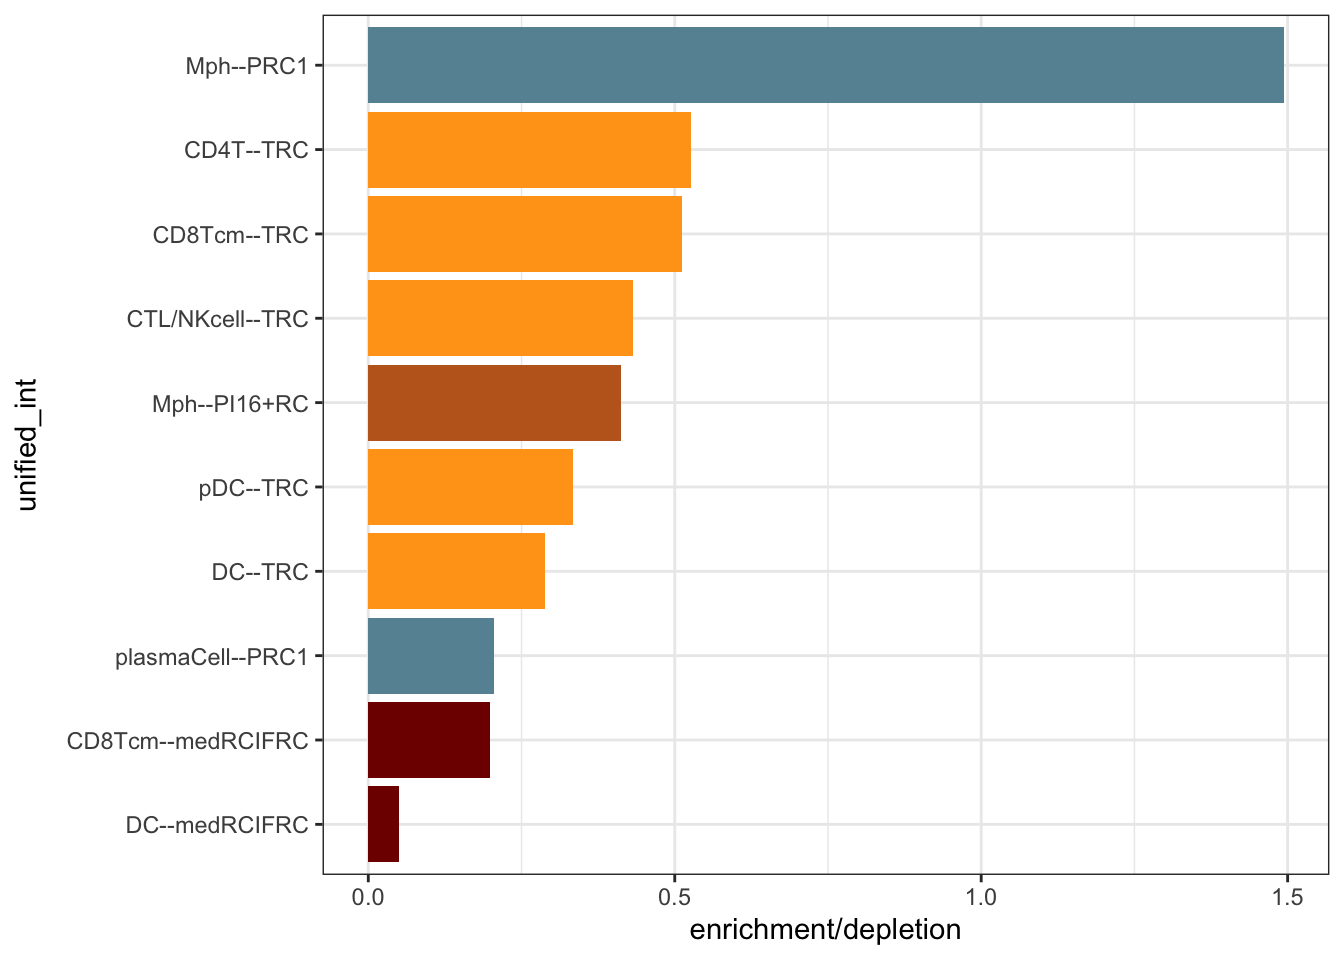 Mph--PRC1
CD4T--TRC
CD8Tcm--TRC
CTL/NKcell--TRC
Mph--PI16+RC
pDC--TRC
DC--TRC
plasmaCell--PRC1
CD8Tcm--medRCIFRC
DC--medRCIFRC
unified_int
0.0 0.5 1.0 1.5
enrichment/depletion